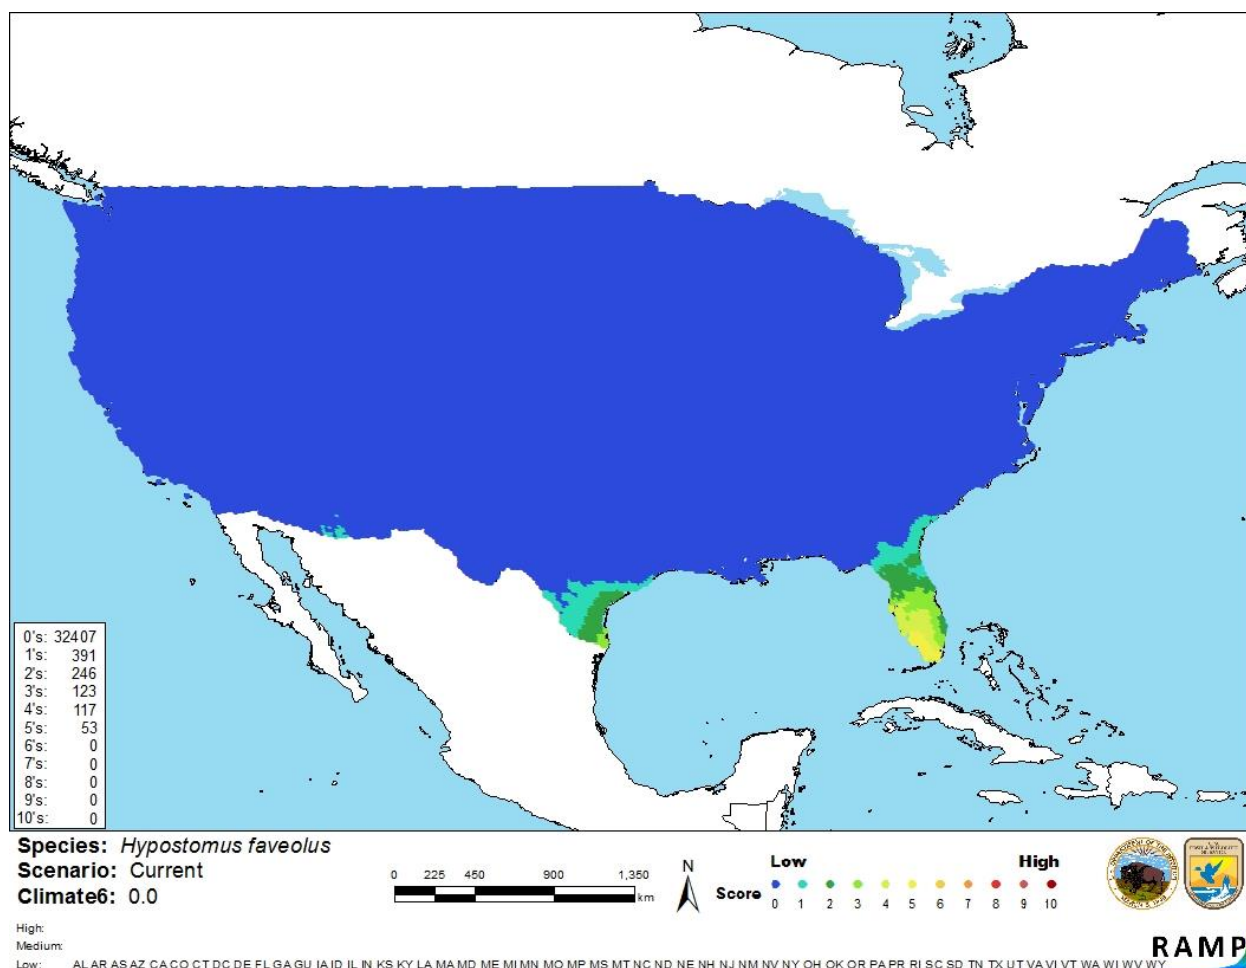 0's: 32407
1's: 391
2's: 246
3's: 123
4's: 117
5's: 53
6's: 0
7's: 0
8's: 0
9's: 0
10's: 0
Species: Hypostomus faveolus
Scenario: Current
Climate6: 0.0
0 225 450 900 1,350
km
N
Low High
Score 0 1 2 3 4 5 6 7 8 9 10
High:
Medium:
Low: AL AR AS AZ CA CO CT DC DE FL GA GU IA ID IL IN KS KY LA MA MD ME MI MN MO MP MS MT NC ND NE NH NJ NM NV NY OH OK OR PA PR RI SC SD TN TX UT VA VI VT WA WI WV WY
RAMP